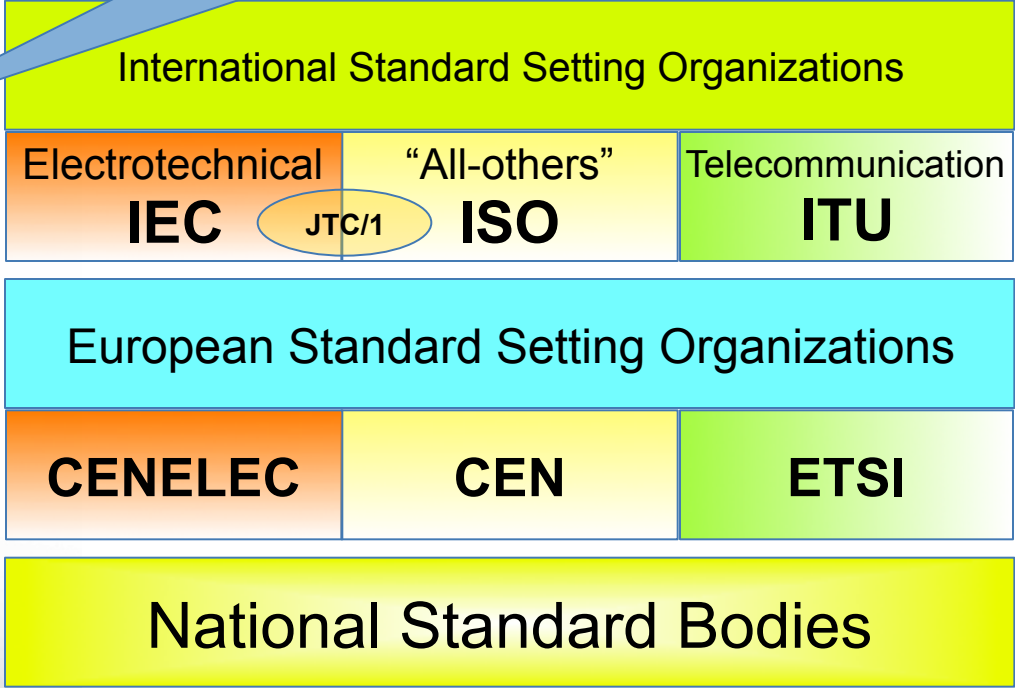 International Standard Setting Organizations
Electrotechnical
IEC
“All-others”
ISO
JTC/1
Telecommunication
ITU
European Standard Setting Organizations
CENELEC
CEN
ETSI
National Standard Bodies